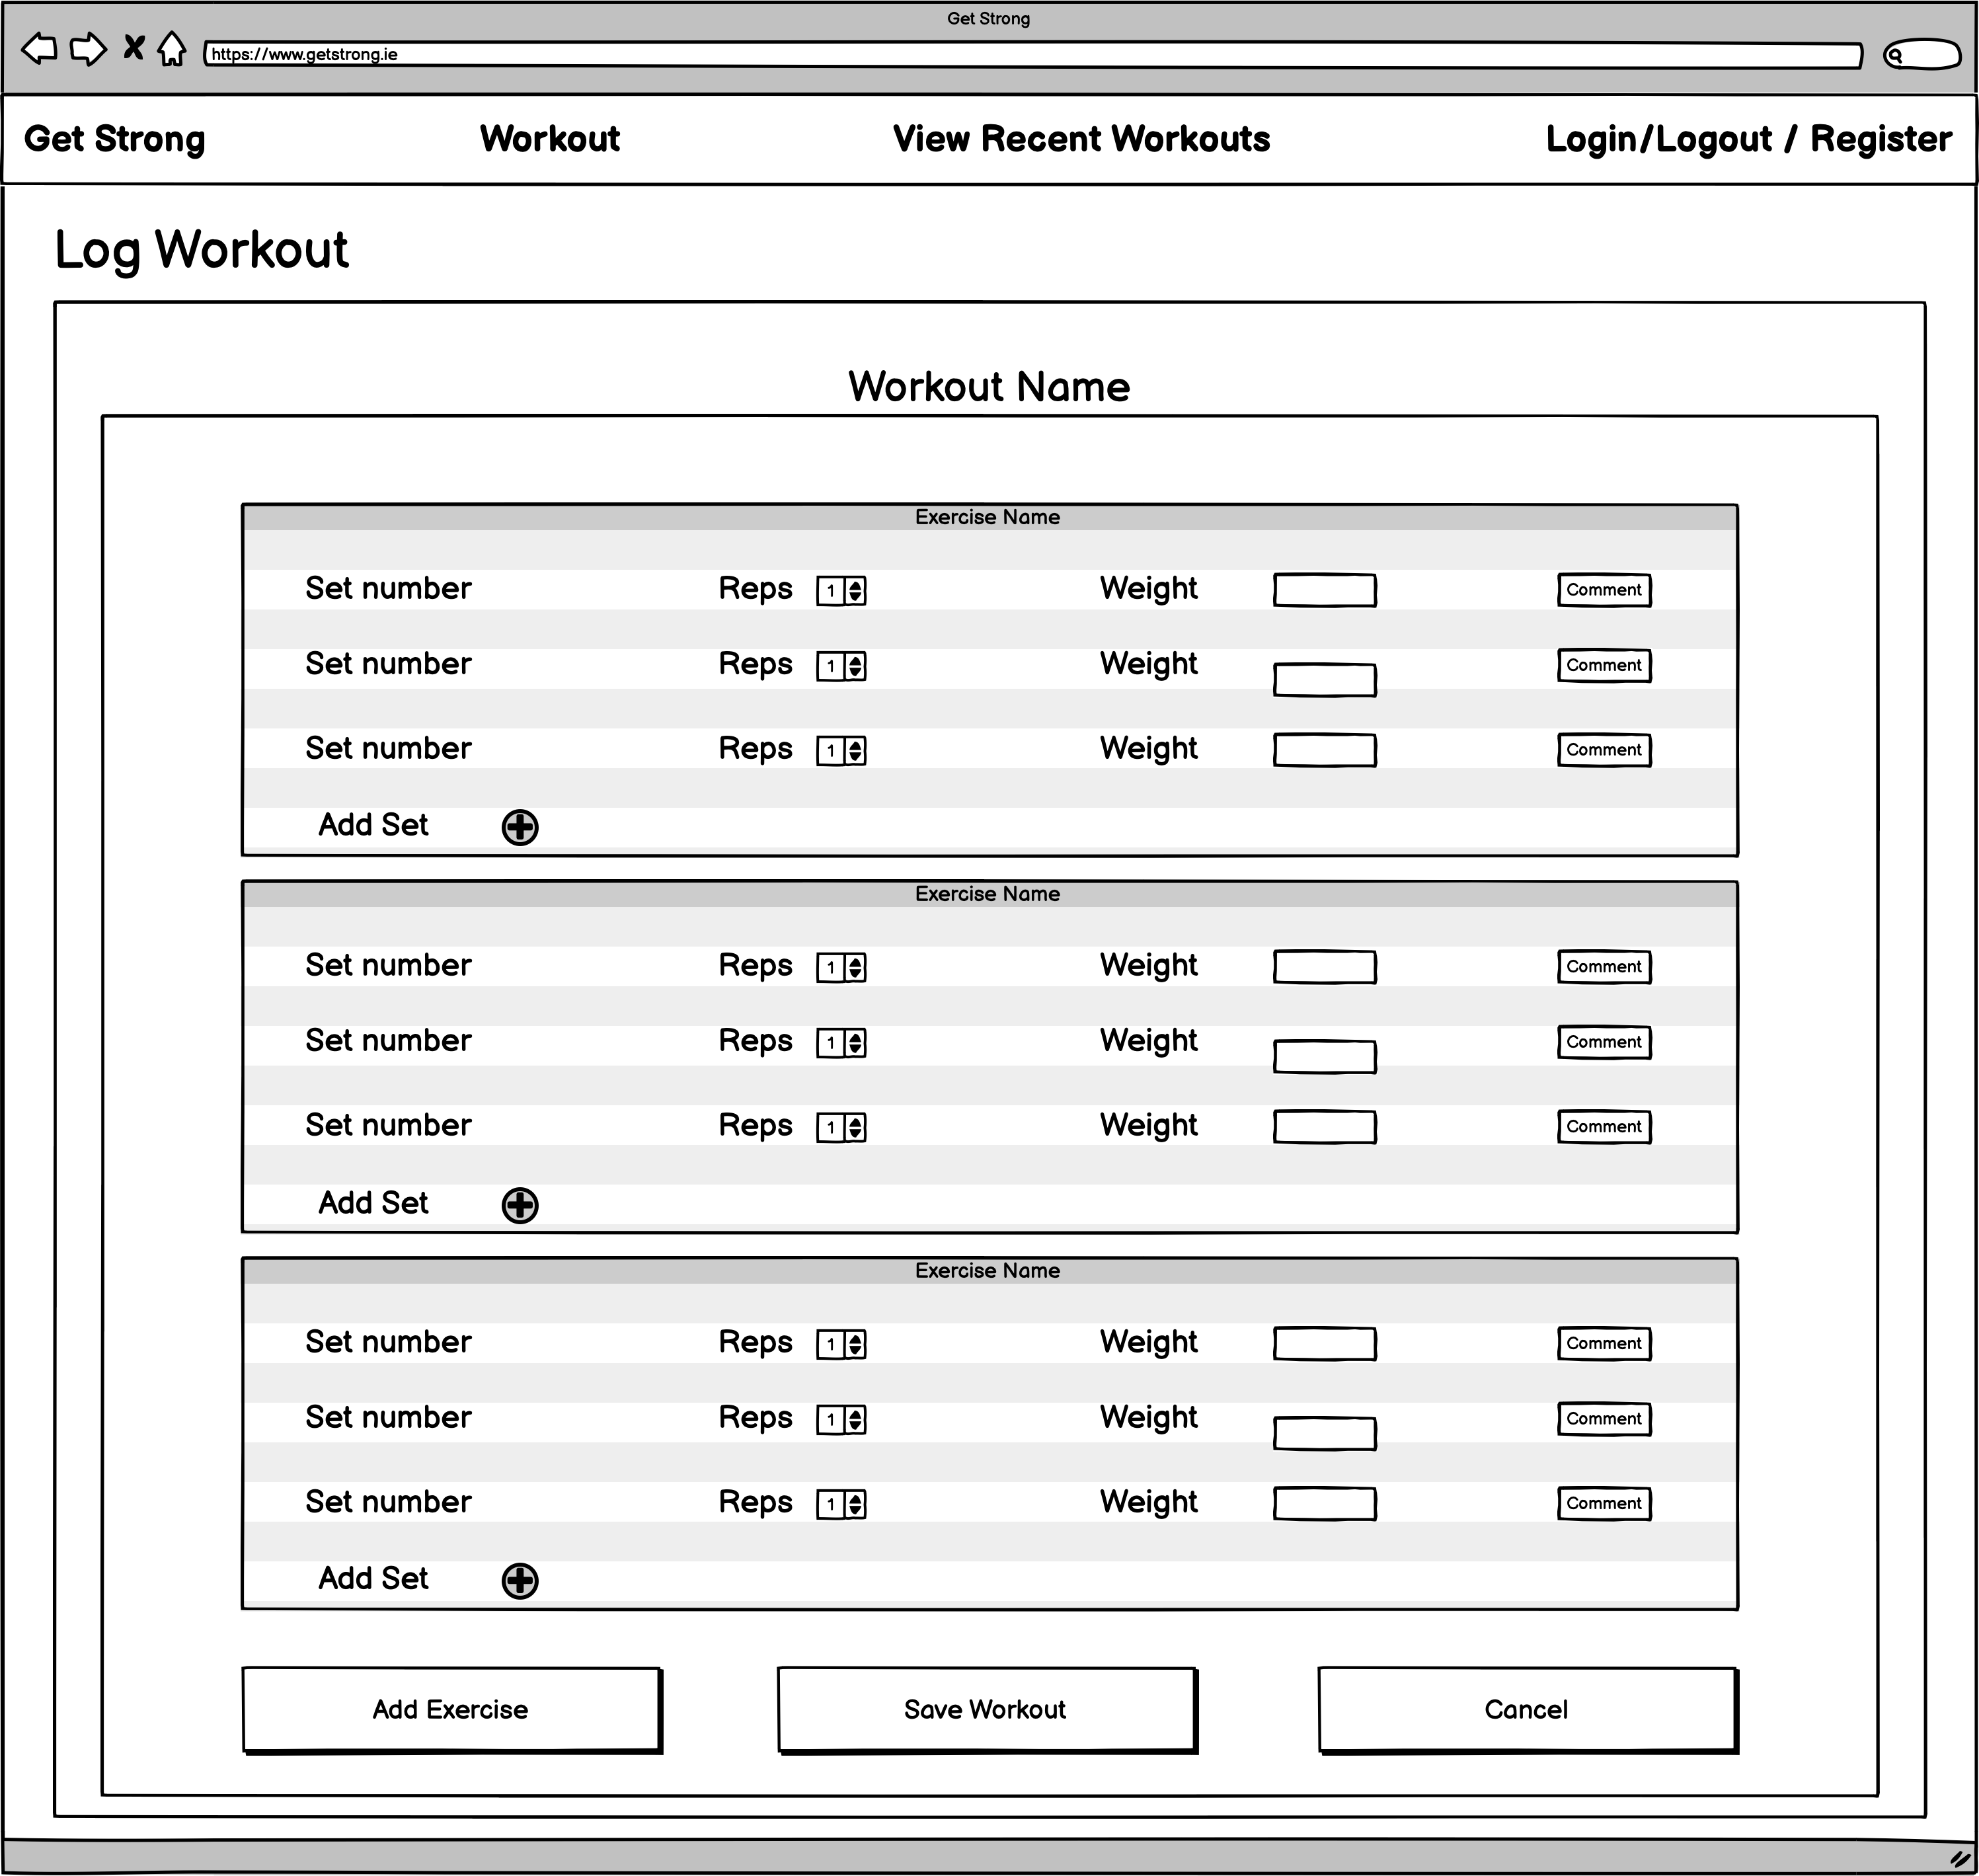 Get Strong
https://www.getstrong.ie
Get Strong Workout View Recent Workouts Login/Logout / Register
Log Workout
Workout Name
Exercise Name
Set number Reps 1 Weight Comment
Set number Reps 1 Weight Comment
Set number Reps 1 Weight Comment
Add Set
Exercise Name
Set number Reps 1 Weight Comment
Set number Reps 1 Weight Comment
Set number Reps 1 Weight Comment
Add Set
Exercise Name
Set number Reps 1 Weight Comment
Set number Reps 1 Weight Comment
Set number Reps 1 Weight Comment
Add Set
Add Exercise Save Workout Cancel